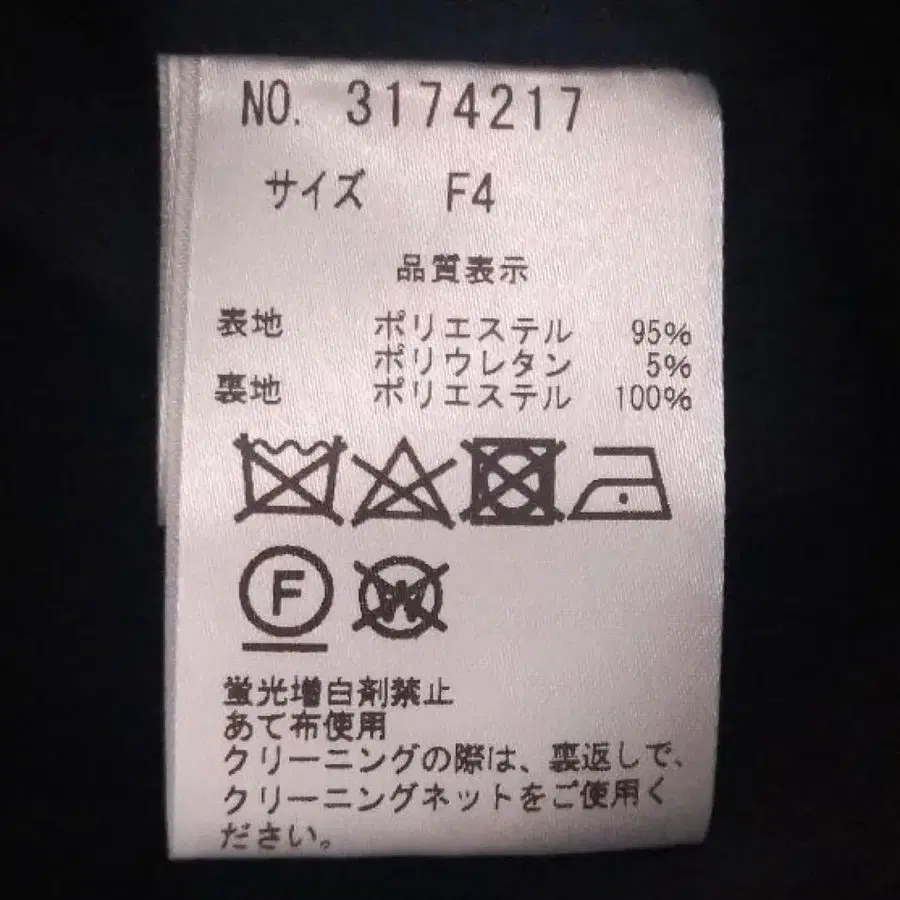 NO. 3174217
サイズ F4
品質表示
表地 ポリエステル 95%
ポリウレタン 5%
裏地 ポリエステル 100%
F W
蛍光増白剤禁止
あて布使用
クリーニングの際は、裏返しで、
クリーニングネットをご使用く
ださい。